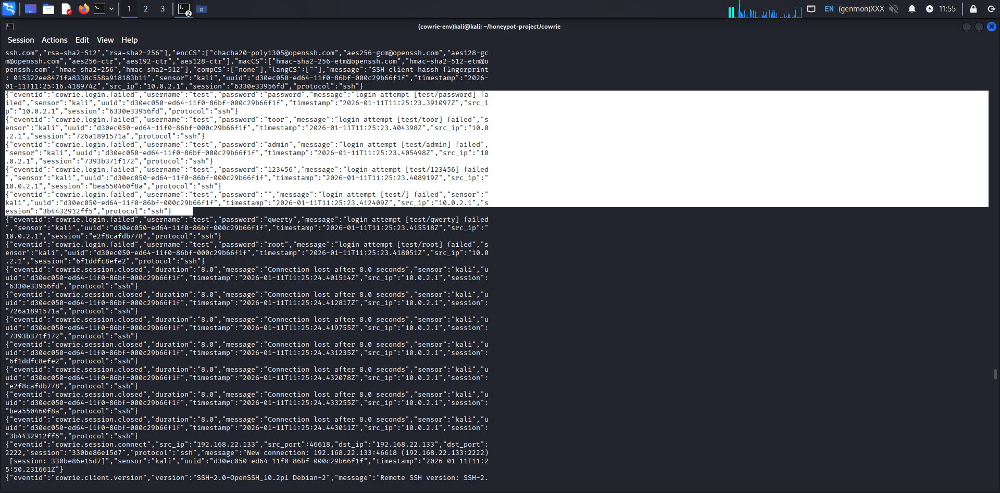 1 2 3 2 EN (genmon)XXX 11:55
(cowrie-env)kali@kali: ~/honeypot-project/cowrie
Session Actions Edit View Help
ssh.com","rsa-sha2-512","rsa-sha2-256"],"encCS":["chacha20-poly1305@openssh.com","aes256-gcm@openssh.com","aes128-gc
m@openssh.com","aes256-ctr","aes192-ctr","aes128-ctr"],"macCS":["hmac-sha2-256-etm@openssh.com","hmac-sha2-512-etm@o
penssh.com","hmac-sha2-256","hmac-sha2-512"],"compCS":["none"],"langCS":[""],"message":"SSH client hassh fingerprint
: 015322ee8471fa8338c558a918183b11","sensor":"kali","uuid":"d30ec050-ed64-11f0-86bf-000c29b66f1f","timestamp":"2026-
01-11T11:25:16.418974Z","src_ip":"10.0.2.1","session":"6330e33956fd","protocol":"ssh"}
{"eventid":"cowrie.login.failed","username":"test","password":"password","message":"login attempt [test/password] fa
iled","sensor":"kali","uuid":"d30ec050-ed64-11f0-86bf-000c29b66f1f","timestamp":"2026-01-11T11:25:23.391097Z","src_i
p":"10.0.2.1","session":"6330e33956fd","protocol":"ssh"}
{"eventid":"cowrie.login.failed","username":"test","password":"toor","message":"login attempt [test/toor] failed","s
ensor":"kali","uuid":"d30ec050-ed64-11f0-86bf-000c29b66f1f","timestamp":"2026-01-11T11:25:23.404398Z","src_ip":"10.0
.2.1","session":"726a1891571a","protocol":"ssh"}
{"eventid":"cowrie.login.failed","username":"test","password":"admin","message":"login attempt [test/admin] failed",
"sensor":"kali","uuid":"d30ec050-ed64-11f0-86bf-000c29b66f1f","timestamp":"2026-01-11T11:25:23.405498Z","src_ip":"10
.0.2.1","session":"7393b371f172","protocol":"ssh"}
{"eventid":"cowrie.login.failed","username":"test","password":"123456","message":"login attempt [test/123456] failed
","sensor":"kali","uuid":"d30ec050-ed64-11f0-86bf-000c29b66f1f","timestamp":"2026-01-11T11:25:23.408919Z","src_ip":"
10.0.2.1","session":"bea550460f8a","protocol":"ssh"}
{"eventid":"cowrie.login.failed","username":"test","password":"","message":"login attempt [test/] failed","sensor":"
kali","uuid":"d30ec050-ed64-11f0-86bf-000c29b66f1f","timestamp":"2026-01-11T11:25:23.412409Z","src_ip":"10.0.2.1","s
ession":"3b4432912ff5","protocol":"ssh"}
{"eventid":"cowrie.login.failed","username":"test","password":"qwerty","message":"login attempt [test/qwerty] failed
","sensor":"kali","uuid":"d30ec050-ed64-11f0-86bf-000c29b66f1f","timestamp":"2026-01-11T11:25:23.415518Z","src_ip":"
10.0.2.1","session":"e2f8cafdb778","protocol":"ssh"}
{"eventid":"cowrie.login.failed","username":"test","password":"root","message":"login attempt [test/root] failed","s
ensor":"kali","uuid":"d30ec050-ed64-11f0-86bf-000c29b66f1f","timestamp":"2026-01-11T11:25:23.418051Z","src_ip":"10.0
.2.1","session":"6f1ddfc8efe2","protocol":"ssh"}
{"eventid":"cowrie.session.closed","duration":"8.0","message":"Connection lost after 8.0 seconds","sensor":"kali","u
uid":"d30ec050-ed64-11f0-86bf-000c29b66f1f","timestamp":"2026-01-11T11:25:24.401514Z","src_ip":"10.0.2.1","session":
"6330e33956fd","protocol":"ssh"}
{"eventid":"cowrie.session.closed","duration":"8.0","message":"Connection lost after 8.0 seconds","sensor":"kali","u
uid":"d30ec050-ed64-11f0-86bf-000c29b66f1f","timestamp":"2026-01-11T11:25:24.412817Z","src_ip":"10.0.2.1","session":
"726a1891571a","protocol":"ssh"}
{"eventid":"cowrie.session.closed","duration":"8.0","message":"Connection lost after 8.0 seconds","sensor":"kali","u
uid":"d30ec050-ed64-11f0-86bf-000c29b66f1f","timestamp":"2026-01-11T11:25:24.419755Z","src_ip":"10.0.2.1","session":
"7393b371f172","protocol":"ssh"}
{"eventid":"cowrie.session.closed","duration":"8.0","message":"Connection lost after 8.0 seconds","sensor":"kali","u
uid":"d30ec050-ed64-11f0-86bf-000c29b66f1f","timestamp":"2026-01-11T11:25:24.431235Z","src_ip":"10.0.2.1","session":
"6f1ddfc8efe2","protocol":"ssh"}
{"eventid":"cowrie.session.closed","duration":"8.0","message":"Connection lost after 8.0 seconds","sensor":"kali","u
uid":"d30ec050-ed64-11f0-86bf-000c29b66f1f","timestamp":"2026-01-11T11:25:24.432078Z","src_ip":"10.0.2.1","session":
"e2f8cafdb778","protocol":"ssh"}
{"eventid":"cowrie.session.closed","duration":"8.0","message":"Connection lost after 8.0 seconds","sensor":"kali","u
uid":"d30ec050-ed64-11f0-86bf-000c29b66f1f","timestamp":"2026-01-11T11:25:24.433255Z","src_ip":"10.0.2.1","session":
"bea550460f8a","protocol":"ssh"}
{"eventid":"cowrie.session.closed","duration":"8.0","message":"Connection lost after 8.0 seconds","sensor":"kali","u
uid":"d30ec050-ed64-11f0-86bf-000c29b66f1f","timestamp":"2026-01-11T11:25:24.443011Z","src_ip":"10.0.2.1","session":
"3b4432912ff5","protocol":"ssh"}
{"eventid":"cowrie.session.connect","src_ip":"192.168.22.133","src_port":46618,"dst_ip":"192.168.22.133","dst_port":
2222,"session":"330be86e15d7","protocol":"ssh","message":"New connection: 192.168.22.133:46618 (192.168.22.133:2222)
[session: 330be86e15d7]","sensor":"kali","uuid":"d30ec050-ed64-11f0-86bf-000c29b66f1f","timestamp":"2026-01-11T11:2
5:50.231661Z"}
{"eventid":"cowrie.client.version","version":"SSH-2.0-OpenSSH_10.2p1 Debian-2","message":"Remote SSH version: SSH-2.